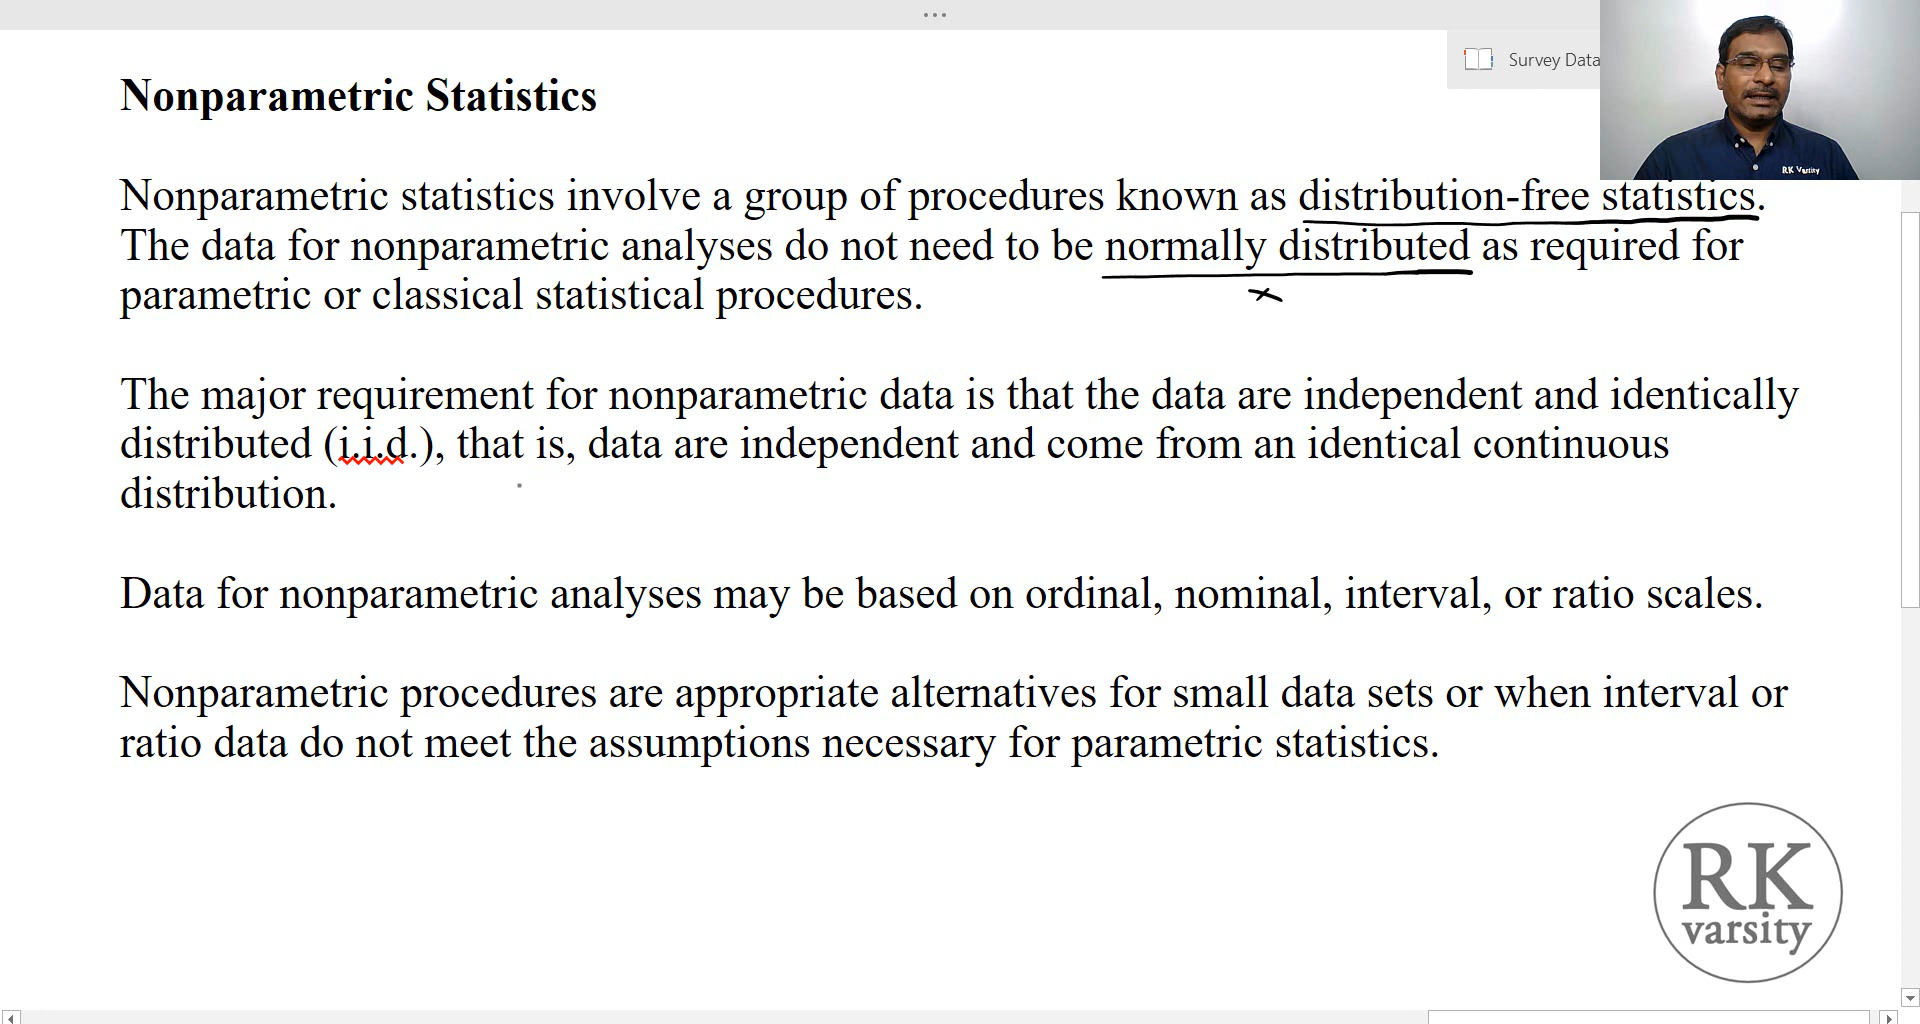 Survey Data
RK Varsity
Nonparametric Statistics
Nonparametric statistics involve a group of procedures known as distribution-free statistics.
The data for nonparametric analyses do not need to be normally distributed as required for
parametric or classical statistical procedures.
The major requirement for nonparametric data is that the data are independent and identically
distributed (i.i.d.), that is, data are independent and come from an identical continuous
distribution.
Data for nonparametric analyses may be based on ordinal, nominal, interval, or ratio scales.
Nonparametric procedures are appropriate alternatives for small data sets or when interval or
ratio data do not meet the assumptions necessary for parametric statistics.
RK
varsity